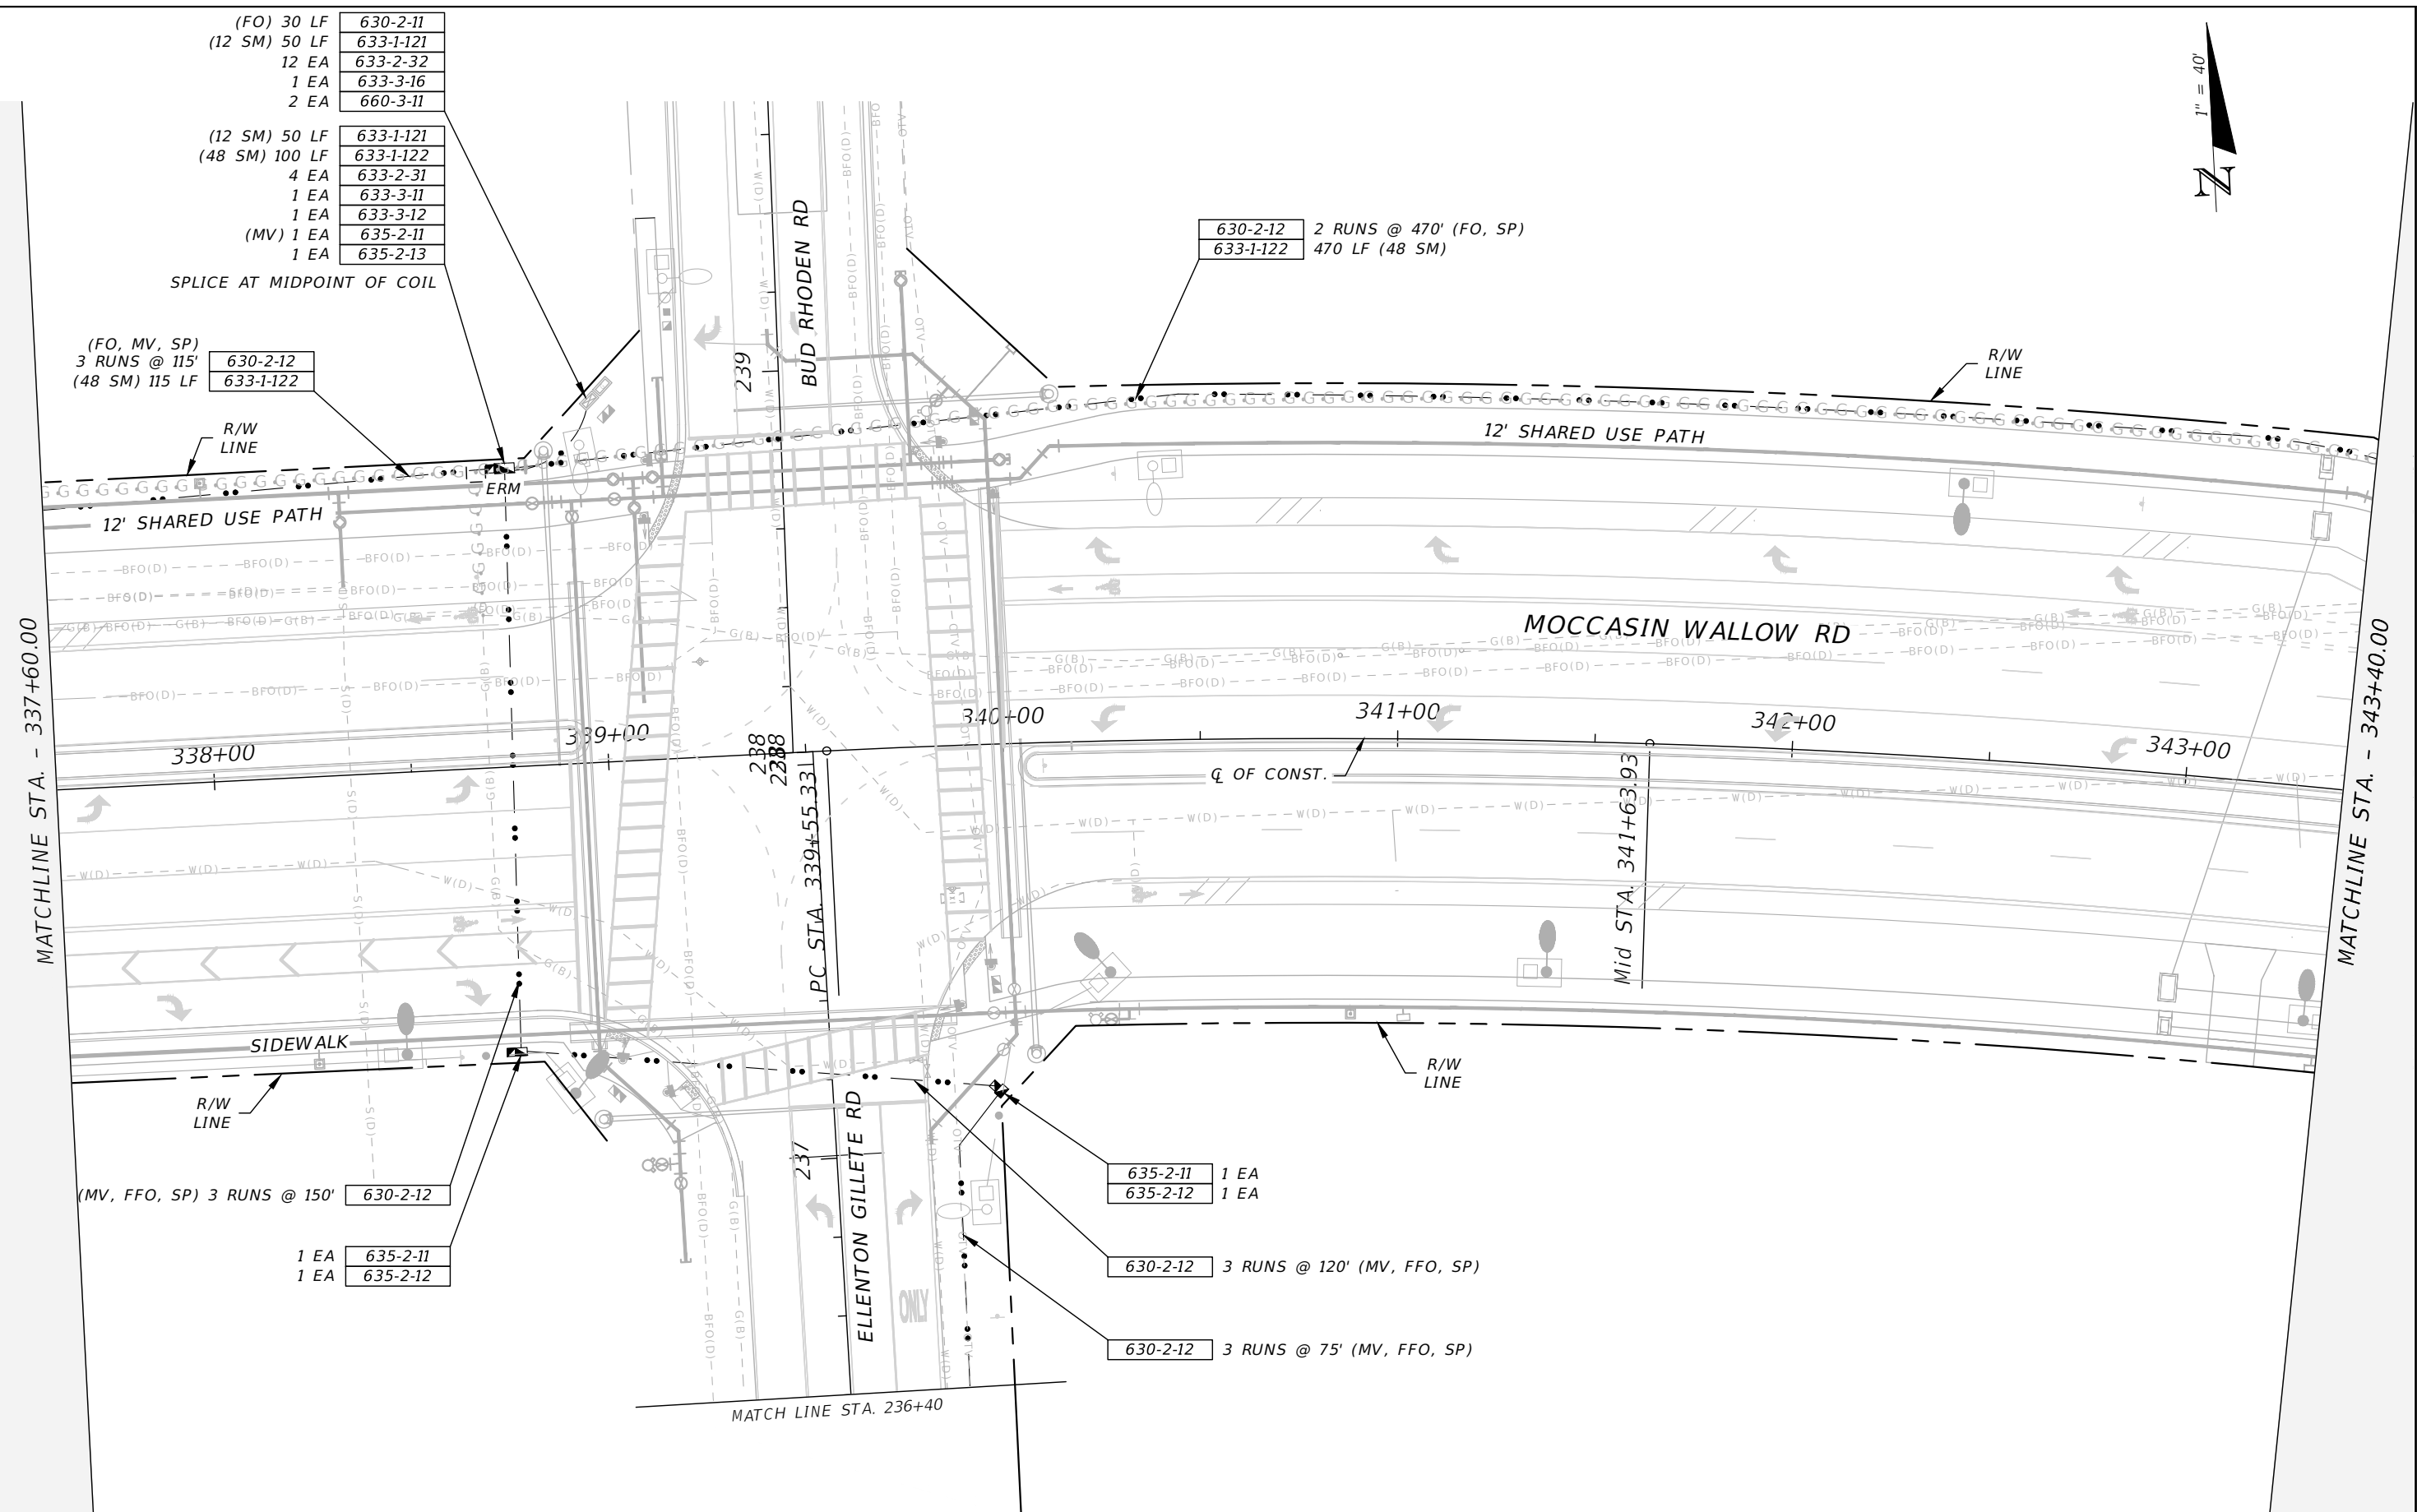 (FO) 30 LF 630-2-11
(12 SM) 50 LF 633-1-121
12 EA 633-2-32
1 EA 633-3-16
2 EA 660-3-11
(12 SM) 50 LF 633-1-121
(48 SM) 100 LF 633-1-122
4 EA 633-2-31
1 EA 633-3-11
1 EA 633-3-12
(MV) 1 EA 635-2-11
1 EA 635-2-13
SPLICE AT MIDPOINT OF COIL
(FO, MV, SP)
3 RUNS @ 115' 630-2-12
(48 SM) 115 LF 633-1-122
R/W
LINE
ERM
12' SHARED USE PATH
BUD RHODEN RD
239
630-2-12 2 RUNS @ 470' (FO, SP)
633-1-122 470 LF (48 SM)
1" = 40'
N
R/W
LINE
12' SHARED USE PATH
MOCCASIN WALLOW RD
MATCHLINE STA. - 337+60.00
MATCHLINE STA. - 343+40.00
338+00
339+00
340+00
341+00
342+00
343+00
238
238
℄ OF CONST.
PC STA. 339+55.33
Mid STA. 341+63.93
SIDEWALK
R/W
LINE
R/W
LINE
237
ELLENTON GILLETE RD
ONLY
(MV, FFO, SP) 3 RUNS @ 150' 630-2-12
1 EA 635-2-11
1 EA 635-2-12
635-2-11 1 EA
635-2-12 1 EA
630-2-12 3 RUNS @ 120' (MV, FFO, SP)
630-2-12 3 RUNS @ 75' (MV, FFO, SP)
MATCH LINE STA. 236+40
BFO(D)
G(B)
W(D)
S(D)
OTV